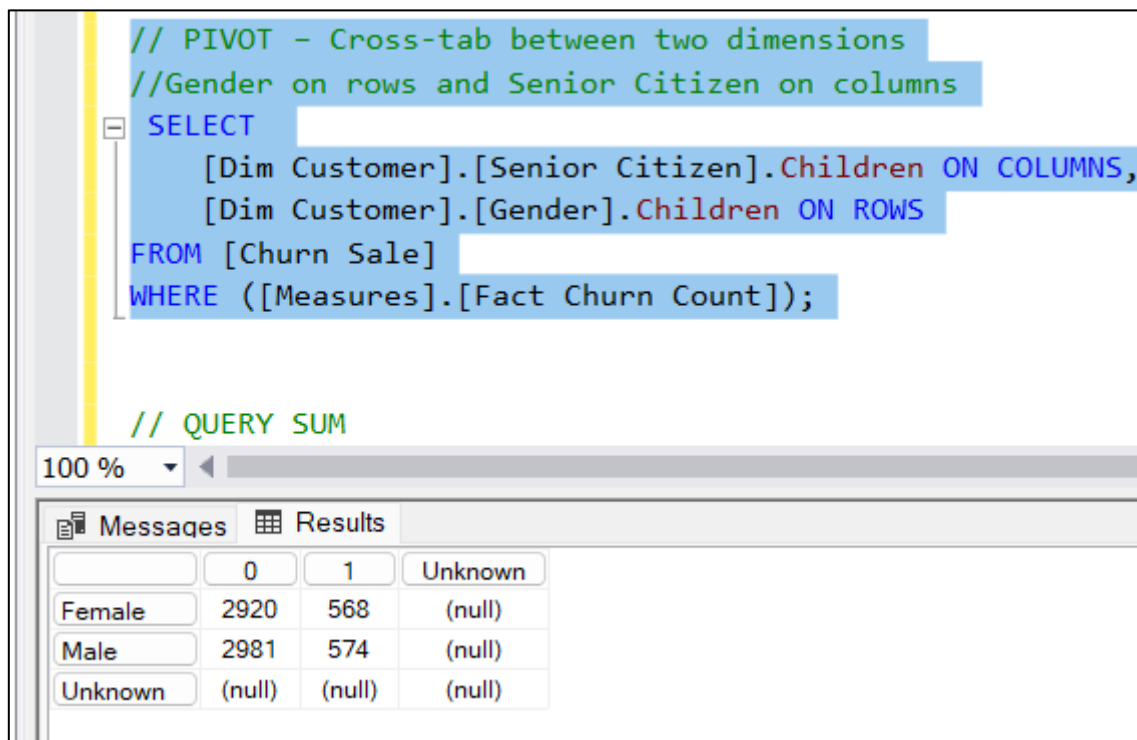 // PIVOT – Cross-tab between two dimensions
//Gender on rows and Senior Citizen on columns
SELECT
[Dim Customer].[Senior Citizen].Children ON COLUMNS,
[Dim Customer].[Gender].Children ON ROWS
FROM [Churn Sale]
WHERE ([Measures].[Fact Churn Count]);
// QUERY SUM
100 %
Messages Results
0 1 Unknown
Female 2920 568 (null)
Male 2981 574 (null)
Unknown (null) (null) (null)